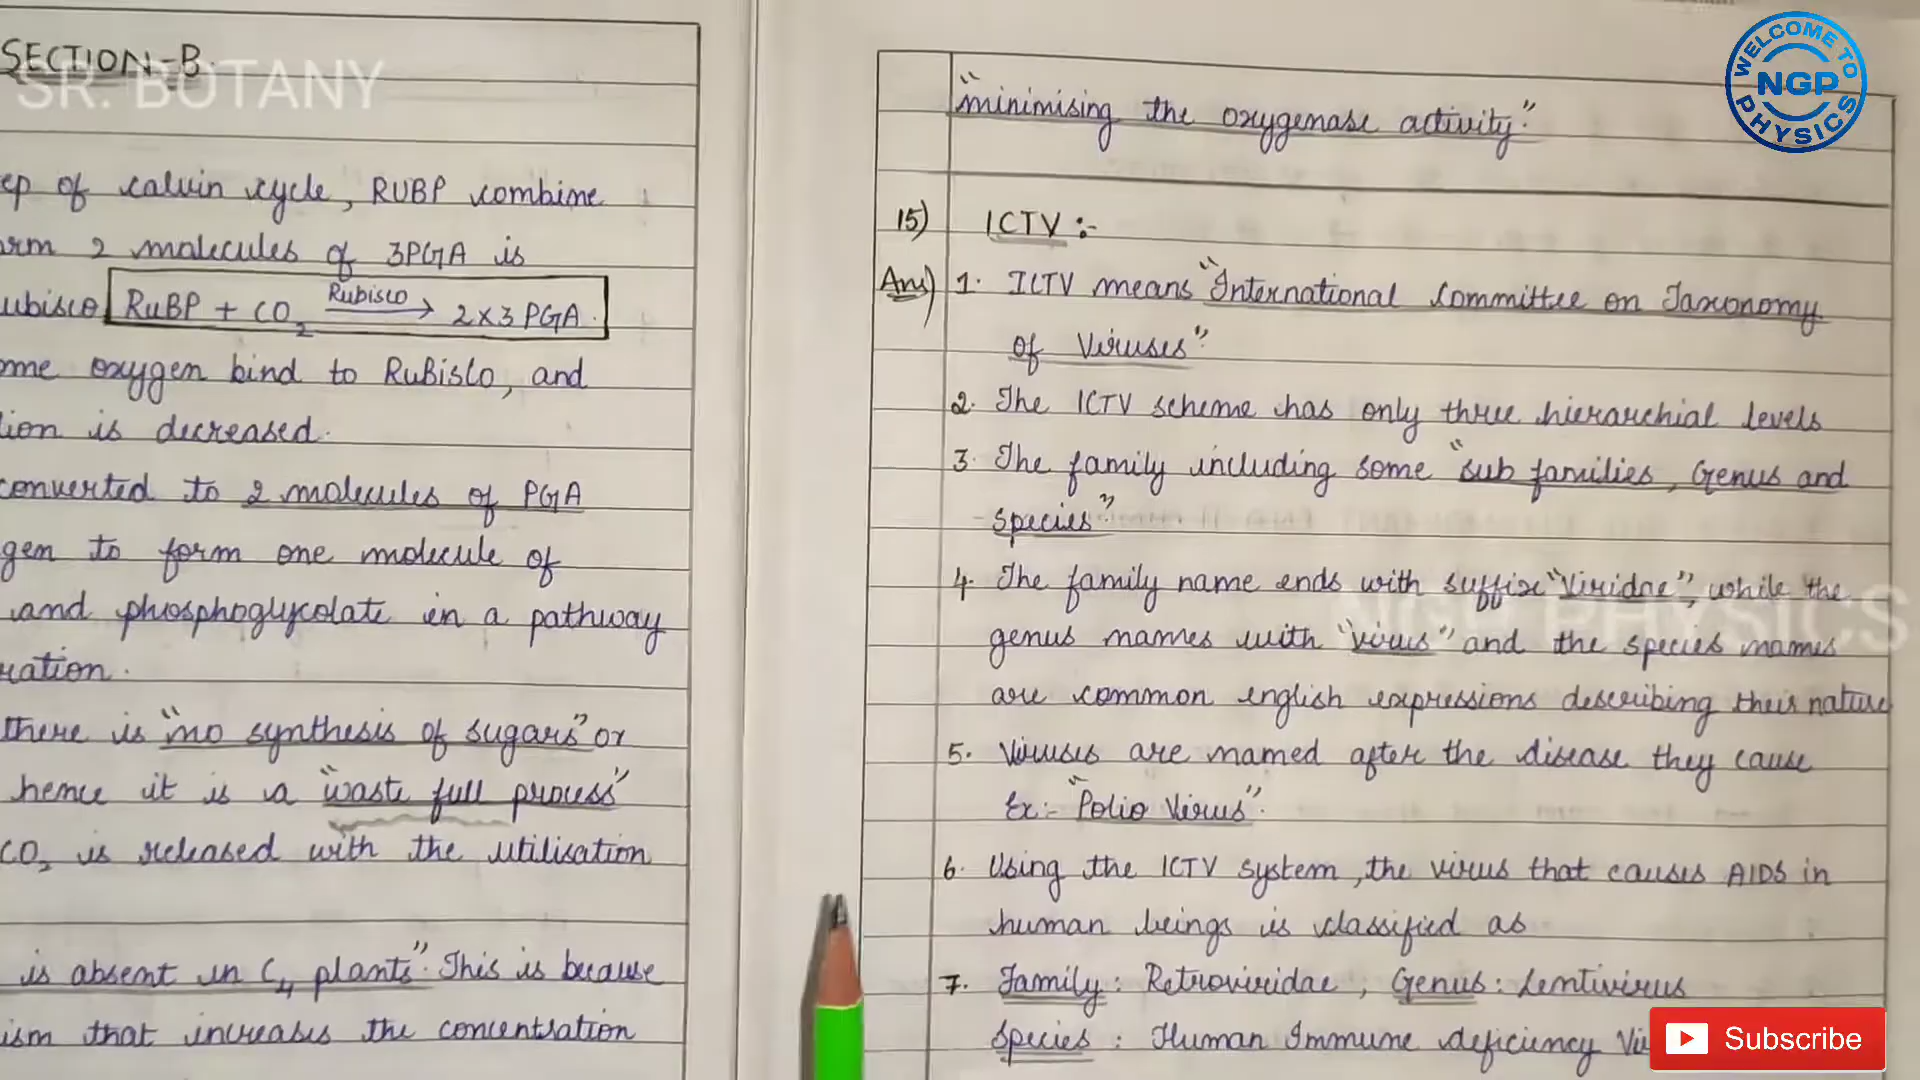 SECTION-B
SR. BOTANY
ep of calvin cycle, RUBP combine
orm 2 molecules of 3PGA is
ubisco RuBP + CO₂ Rubisco → 2x3 PGA.
ome oxygen bind to RuBisCo, and
tion is decreased.
converted to 2 molecules of PGA
gen to form one molecule of
and phosphoglycolate in a pathway
ration.
there is "no synthesis of sugars" or
hence it is a "waste full process"
CO₂ is released with the utilisation
is absent in C₄ plants". This is because
ism that increases the concentration
"minimising the oxygenase activity."
15) ICTV :-
Ans) 1. ICTV means "International Committee on Taxonomy
of Viruses".
2. The ICTV scheme has only three hierarchial levels
3. The family including some "sub families, Genus and
species".
4. The family name ends with suffix "Viridae", while the
genus names with "virus" and the species names
are common english expressions describing their nature
5. Viruses are named after the disease they cause
Ex:- "Polio Virus".
6. Using the ICTV system, the virus that causes AIDS in
human beings is classified as
7. Family : Retroviridae ; Genus : Lentivirus
Species : Human Immune deficiency Vi
WELCOME TO
NGP
PHYSICS
NGP PHYSICS
Subscribe